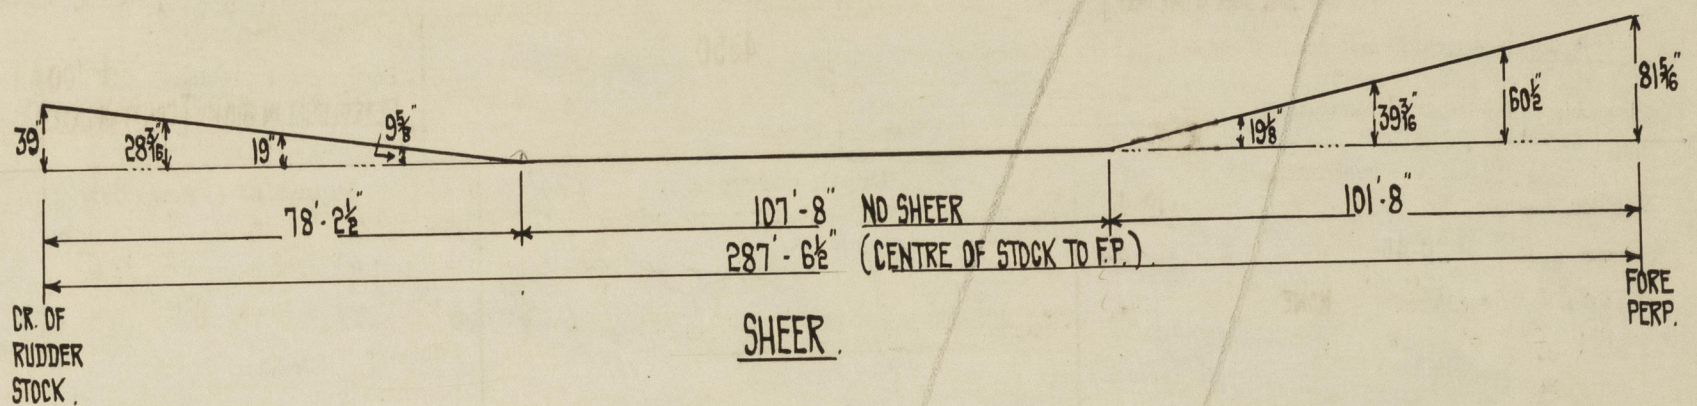 39"
28 3/16"
19"
9 5/8"
19 1/8"
39 3/16"
60 1/2"
81 5/16"
78'-2 1/2"
107'-8" NO SHEER
101'-8"
287'-6 1/2" (CENTRE OF STOCK TO F.P.)
CR. OF
RUDDER
STOCK.
FORE
PERP.
SHEER.